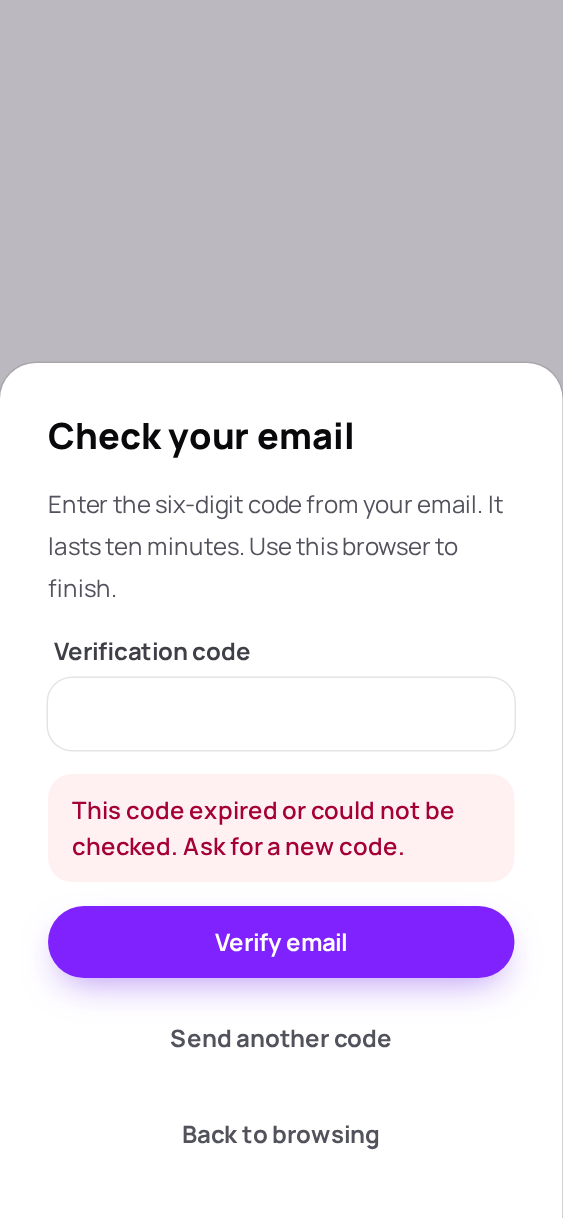 Check your email
Enter the six-digit code from your email. It
lasts ten minutes. Use this browser to
finish.
Verification code
This code expired or could not be
checked. Ask for a new code.
Verify email
Send another code
Back to browsing